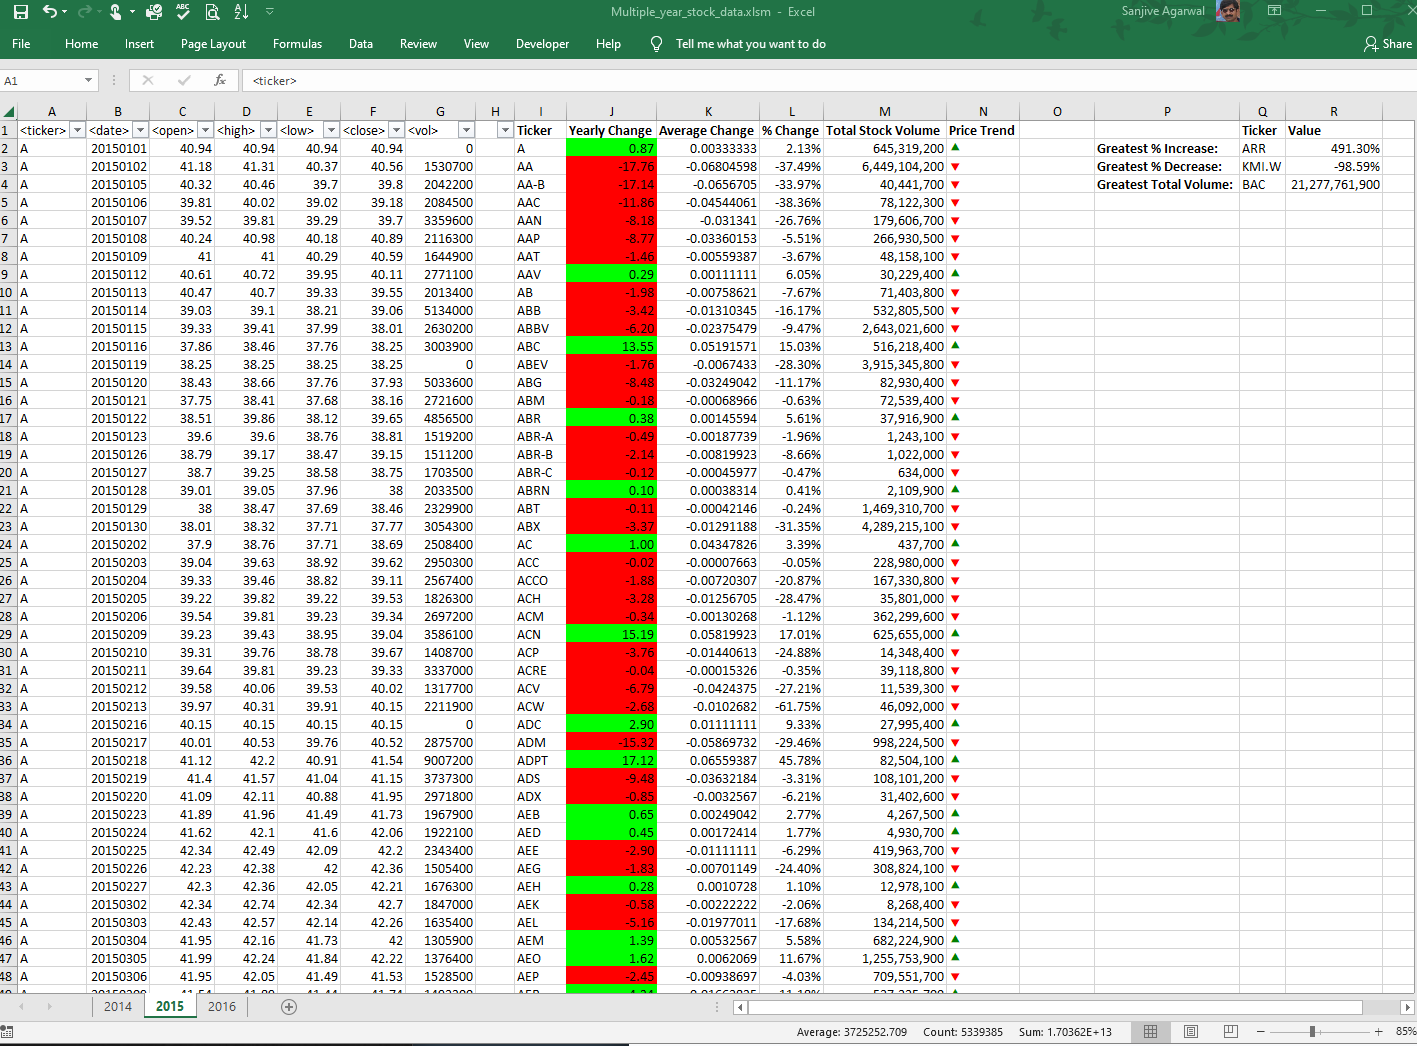 Multiple_year_stock_data.xlsm - Excel Sanjive Agarwal
File Home Insert Page Layout Formulas Data Review View Developer Help Tell me what you want to do Share
A1 fx <ticker>
A B C D E F G H I J K L M N O P Q R
1 <ticker> <date> <open> <high> <low> <close> <vol> Ticker Yearly Change Average Change % Change Total Stock Volume Price Trend Ticker Value
2 A 20150101 40.94 40.94 40.94 40.94 0 A 0.87 0.00333333 2.13% 645,319,200 ▲ Greatest % Increase: ARR 491.30%
3 A 20150102 41.18 41.31 40.37 40.56 1530700 AA -17.76 -0.06804598 -37.49% 6,449,104,200 ▼ Greatest % Decrease: KMI.W -98.59%
4 A 20150105 40.32 40.46 39.7 39.8 2042200 AA-B -17.14 -0.0656705 -33.97% 40,441,700 ▼ Greatest Total Volume: BAC 21,277,761,900
5 A 20150106 39.81 40.02 39.02 39.18 2084500 AAC -11.86 -0.04544061 -38.36% 78,122,300 ▼
6 A 20150107 39.52 39.81 39.29 39.7 3359600 AAN -8.18 -0.031341 -26.76% 179,606,700 ▼
7 A 20150108 40.24 40.98 40.18 40.89 2116300 AAP -8.77 -0.03360153 -5.51% 266,930,500 ▼
8 A 20150109 41 41 40.29 40.59 1644900 AAT -1.46 -0.00559387 -3.67% 48,158,100 ▼
9 A 20150112 40.61 40.72 39.95 40.11 2771100 AAV 0.29 0.00111111 6.05% 30,229,400 ▲
10 A 20150113 40.47 40.7 39.33 39.55 2013400 AB -1.98 -0.00758621 -7.67% 71,403,800 ▼
11 A 20150114 39.03 39.1 38.21 39.06 5134000 ABB -3.42 -0.01310345 -16.17% 532,805,500 ▼
12 A 20150115 39.33 39.41 37.99 38.01 2630200 ABBV -6.20 -0.02375479 -9.47% 2,643,021,600 ▼
13 A 20150116 37.86 38.46 37.76 38.25 3003900 ABC 13.55 0.05191571 15.03% 516,218,400 ▲
14 A 20150119 38.25 38.25 38.25 38.25 0 ABEV -1.76 -0.0067433 -28.30% 3,915,345,800 ▼
15 A 20150120 38.43 38.66 37.76 37.93 5033600 ABG -8.48 -0.03249042 -11.17% 82,930,400 ▼
16 A 20150121 37.75 38.41 37.68 38.16 2721600 ABM -0.18 -0.00068966 -0.63% 72,539,400 ▼
17 A 20150122 38.51 39.86 38.12 39.65 4856500 ABR 0.38 0.00145594 5.61% 37,916,900 ▲
18 A 20150123 39.6 39.6 38.76 38.81 1519200 ABR-A -0.49 -0.00187739 -1.96% 1,243,100 ▼
19 A 20150126 38.79 39.17 38.47 39.15 1511200 ABR-B -2.14 -0.00819923 -8.66% 1,022,000 ▼
20 A 20150127 38.7 39.25 38.58 38.75 1703500 ABR-C -0.12 -0.00045977 -0.47% 634,000 ▼
21 A 20150128 39.01 39.05 37.96 38 2033500 ABRN 0.10 0.00038314 0.41% 2,109,900 ▲
22 A 20150129 38 38.47 37.69 38.46 2329900 ABT -0.11 -0.00042146 -0.24% 1,469,310,700 ▼
23 A 20150130 38.01 38.32 37.71 37.77 3054300 ABX -3.37 -0.01291188 -31.35% 4,289,215,100 ▼
24 A 20150202 37.9 38.76 37.71 38.69 2508400 AC 1.00 0.04347826 3.39% 437,700 ▲
25 A 20150203 39.04 39.63 38.92 39.62 2950300 ACC -0.02 -0.00007663 -0.05% 228,980,000 ▼
26 A 20150204 39.33 39.46 38.82 39.11 2567400 ACCO -1.88 -0.00720307 -20.87% 167,330,800 ▼
27 A 20150205 39.22 39.82 39.22 39.53 1826300 ACH -3.28 -0.01256705 -28.47% 35,801,000 ▼
28 A 20150206 39.54 39.81 39.23 39.34 2697200 ACM -0.34 -0.00130268 -1.12% 362,299,600 ▼
29 A 20150209 39.23 39.43 38.95 39.04 3586100 ACN 15.19 0.05819923 17.01% 625,655,000 ▲
30 A 20150210 39.31 39.76 38.78 39.67 1408700 ACP -3.76 -0.01440613 -24.88% 14,348,400 ▼
31 A 20150211 39.64 39.81 39.23 39.33 3337000 ACRE -0.04 -0.00015326 -0.35% 39,118,800 ▼
32 A 20150212 39.58 40.06 39.53 40.02 1317700 ACV -6.79 -0.0424375 -27.21% 11,539,300 ▼
33 A 20150213 39.97 40.31 39.91 40.15 2211900 ACW -2.68 -0.0102682 -61.75% 46,092,000 ▼
34 A 20150216 40.15 40.15 40.15 40.15 0 ADC 2.90 0.01111111 9.33% 27,995,400 ▲
35 A 20150217 40.01 40.53 39.76 40.52 2875700 ADM -15.32 -0.05869732 -29.46% 998,224,500 ▼
36 A 20150218 41.12 42.2 40.91 41.54 9007200 ADPT 17.12 0.06559387 45.78% 82,504,100 ▲
37 A 20150219 41.4 41.57 41.04 41.15 3737300 ADS -9.48 -0.03632184 -3.31% 108,101,200 ▼
38 A 20150220 41.09 42.11 40.88 41.95 2971800 ADX -0.85 -0.0032567 -6.21% 31,402,600 ▼
39 A 20150223 41.89 41.96 41.49 41.73 1967900 AEB 0.65 0.00249042 2.77% 4,267,500 ▲
40 A 20150224 41.62 42.1 41.6 42.06 1922100 AED 0.45 0.00172414 1.77% 4,930,700 ▲
41 A 20150225 42.34 42.49 42.09 42.2 2343400 AEE -2.90 -0.01111111 -6.29% 419,963,700 ▼
42 A 20150226 42.23 42.38 42 42.36 1505400 AEG -1.83 -0.00701149 -24.40% 308,824,100 ▼
43 A 20150227 42.3 42.36 42.05 42.21 1676300 AEH 0.28 0.0010728 1.10% 12,978,100 ▲
44 A 20150302 42.34 42.74 42.34 42.7 1847000 AEK -0.58 -0.00222222 -2.06% 8,268,400 ▼
45 A 20150303 42.43 42.57 42.14 42.26 1635400 AEL -5.16 -0.01977011 -17.68% 134,214,500 ▼
46 A 20150304 41.95 42.16 41.73 42 1305900 AEM 1.39 0.00532567 5.58% 682,224,900 ▲
47 A 20150305 41.99 42.24 41.84 42.22 1376400 AEO 1.62 0.0062069 11.67% 1,255,753,900 ▲
48 A 20150306 41.95 42.05 41.49 41.53 1528500 AEP -2.45 -0.00938697 -4.03% 709,551,700 ▼
2014 2015 2016
Average: 3725252.709 Count: 5339385 Sum: 1.70362E+13 85%